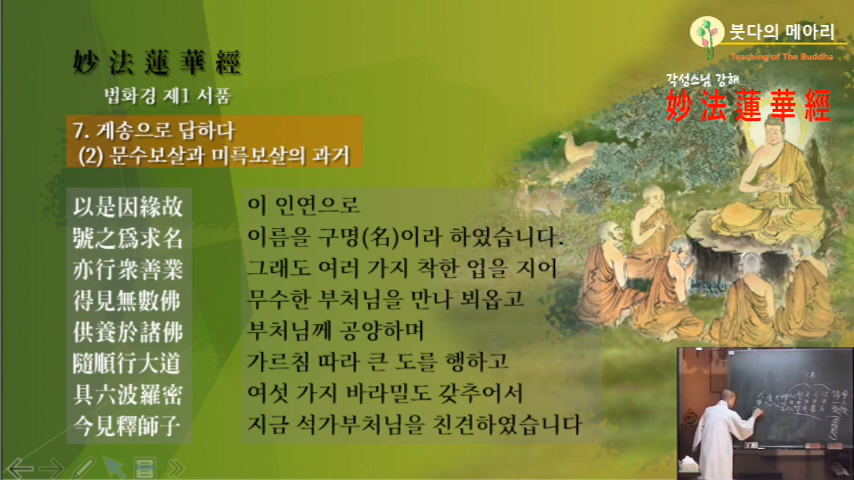 妙法蓮華經
법화경 제1 서품
7. 게송으로 답하다
(2) 문수보살과 미륵보살의 과거
以是因緣故 이 인연으로
號之爲求名 이름을 구명(名)이라 하였습니다.
亦行衆善業 그래도 여러 가지 착한 업을 지어
得見無數佛 무수한 부처님을 만나 뵈옵고
供養於諸佛 부처님께 공양하며
隨順行大道 가르침 따라 큰 도를 행하고
具六波羅密 여섯 가지 바라밀도 갖추어서
今見釋師子 지금 석가부처님을 친견하였습니다
붓다의 메아리
Teaching of The Buddha
각성스님 강해
妙法蓮華經